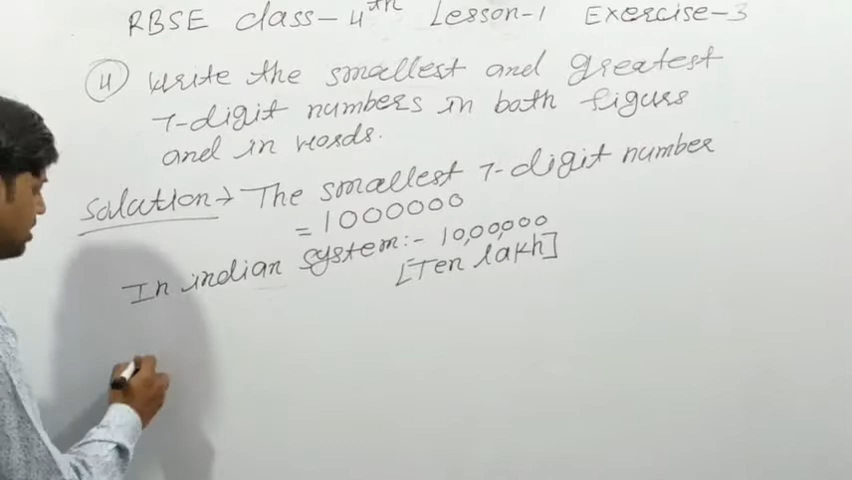 RBSE class-4th Lesson-1 Exercise-3
(4) Write the smallest and greatest
7-digit numbers in both figurs
and in words.
Solution→ The smallest 7-digit number
= 1000000
In indian system:- 10,00,000
[Ten lakh]